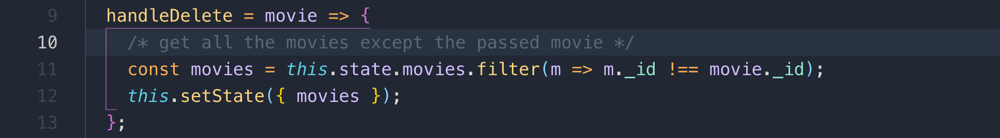 9 handleDelete = movie => {
10 /* get all the movies except the passed movie */
11 const movies = this.state.movies.filter(m => m._id !== movie._id);
12 this.setState({ movies });
13 };